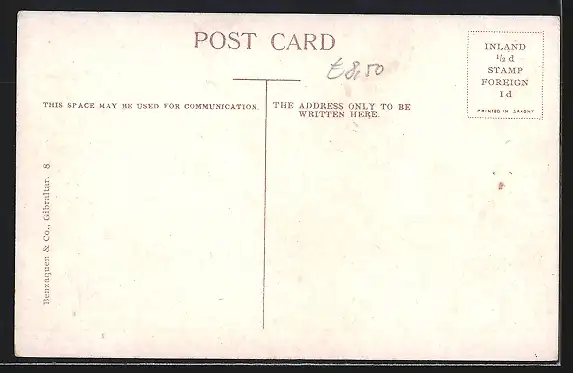 POST CARD
£8,50
INLAND
½ d
STAMP
FOREIGN
1d
PRINTED IN SAXONY
THIS SPACE MAY BE USED FOR COMMUNICATION.
THE ADDRESS ONLY TO BE
WRITTEN HERE.
Benzaquen & Co., Gibraltar. 8